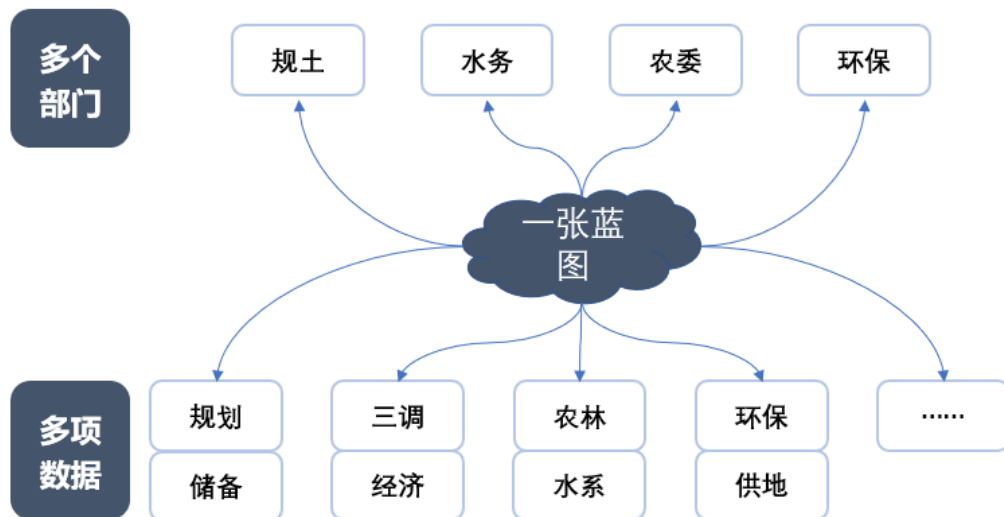 多个
部门
规土
水务
农委
环保
一张蓝
图
多项
数据
规划
三调
农林
环保
……
储备
经济
水系
供地